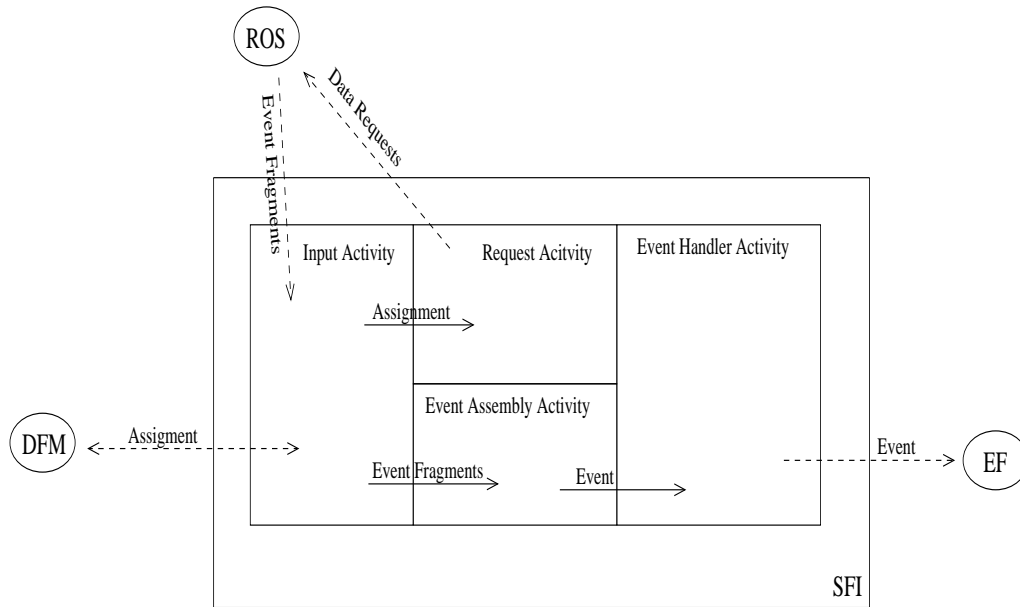 ROS
Data Requests
Event Fragments
Input Activity
Request Acitvity
Event Handler Activity
Assignment
Event Assembly Activity
DFM
Assigment
Event Fragments
Event
Event
EF
SFI